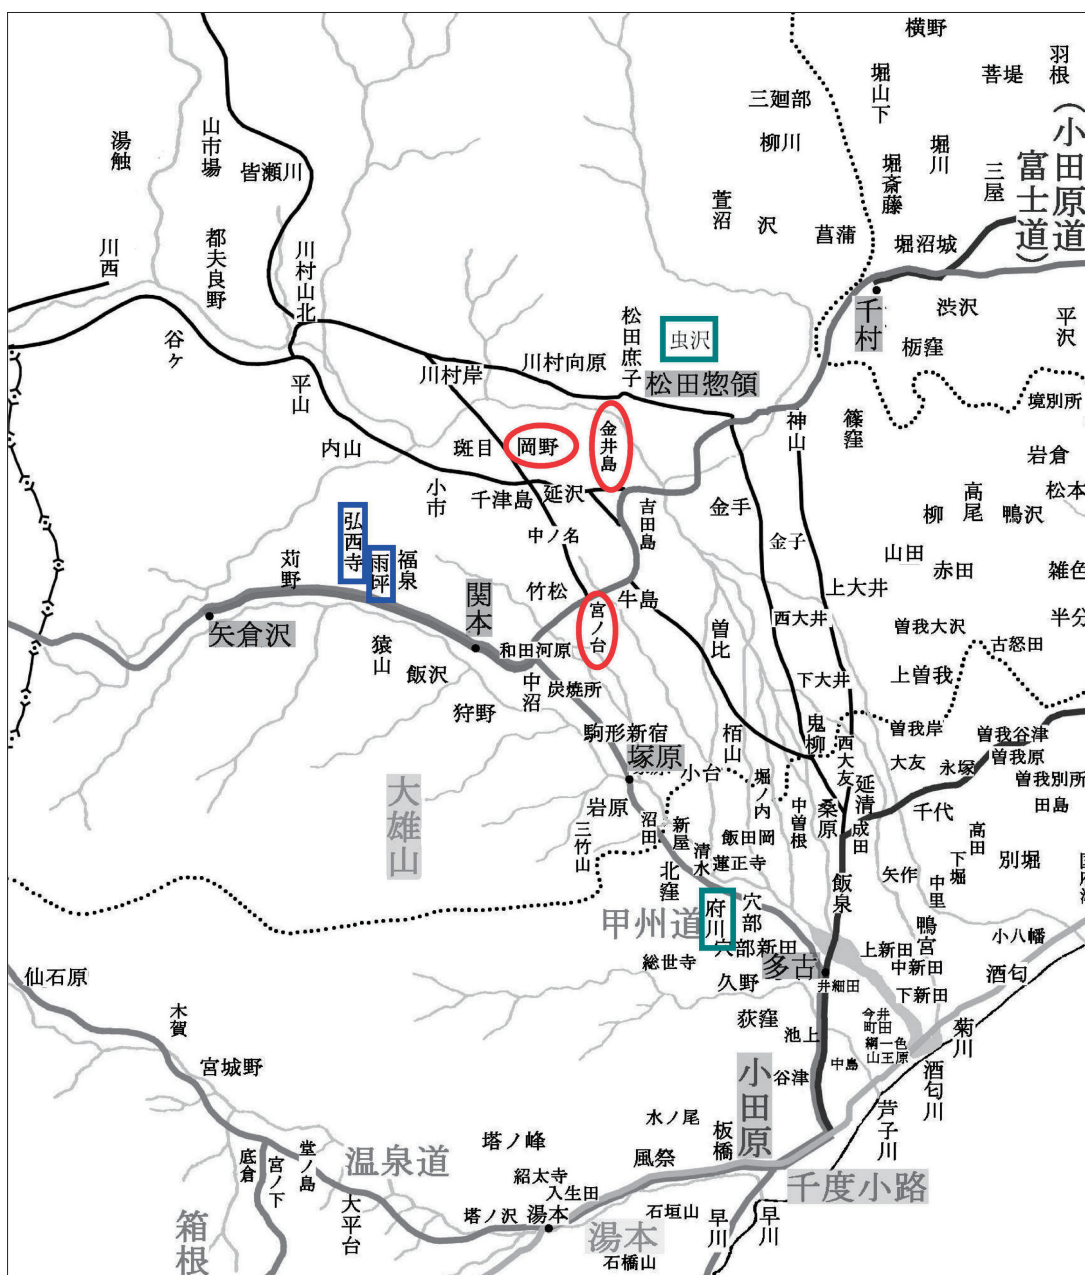 横野
羽根
菩堤
堀山下
三廻部
柳川
堀川
堀斎藤
三屋
(小田原道
富士道)
湯触
山市場
皆瀬川
萱沼
沢
菖蒲
堀沼城
川西
都夫良野
川村山北
千村
渋沢
平沢
栃窪
谷ヶ
平山
川村岸
川村向原
松田庶子
虫沢
松田惣領
境別所
神山
篠窪
内山
斑目
岡野
金井島
岩倉
小市
千津島
延沢
吉田島
金手
金子
柳
高尾
鴨沢
松本
弘西寺
雨坪
福泉
苅野
中ノ名
山田
赤田
雑色
関本
竹松
牛島
宮ノ台
上大井
西大井
曽我大沢
半分
矢倉沢
猿山
飯沢
和田河原
曽比
古怒田
中沼
炭焼所
下大井
上曽我
狩野
駒形新宿
栢山
鬼柳
曽我岸
曽我谷津
塚原
小台
堀ノ内
西大友
大友
永塚
曽我原
曽我別所
大雄山
岩原
沼田
新屋
飯田岡
中曽根
桑原
延清
成田
千代
田島
三竹山
清水
蓮正寺
高田
下堀
別堀
北窪
矢作
中里
甲州道
府川
穴部
飯泉
鴨宮
小八幡
総世寺
穴部新田
多古
上新田
中新田
酒匂
仙石原
久野
井細田
下新田
木賀
荻窪
池上
今井
町田
綱一色
山王原
菊川
宮城野
小田原
谷津
中島
酒匂川
水ノ尾
板橋
芦子川
温泉道
塔ノ峰
風祭
底倉
宮ノ下
堂ノ島
紹太寺
入生田
千度小路
大平台
塔ノ沢
湯本
湯本
石垣山
早川
早川
箱根
石橋山